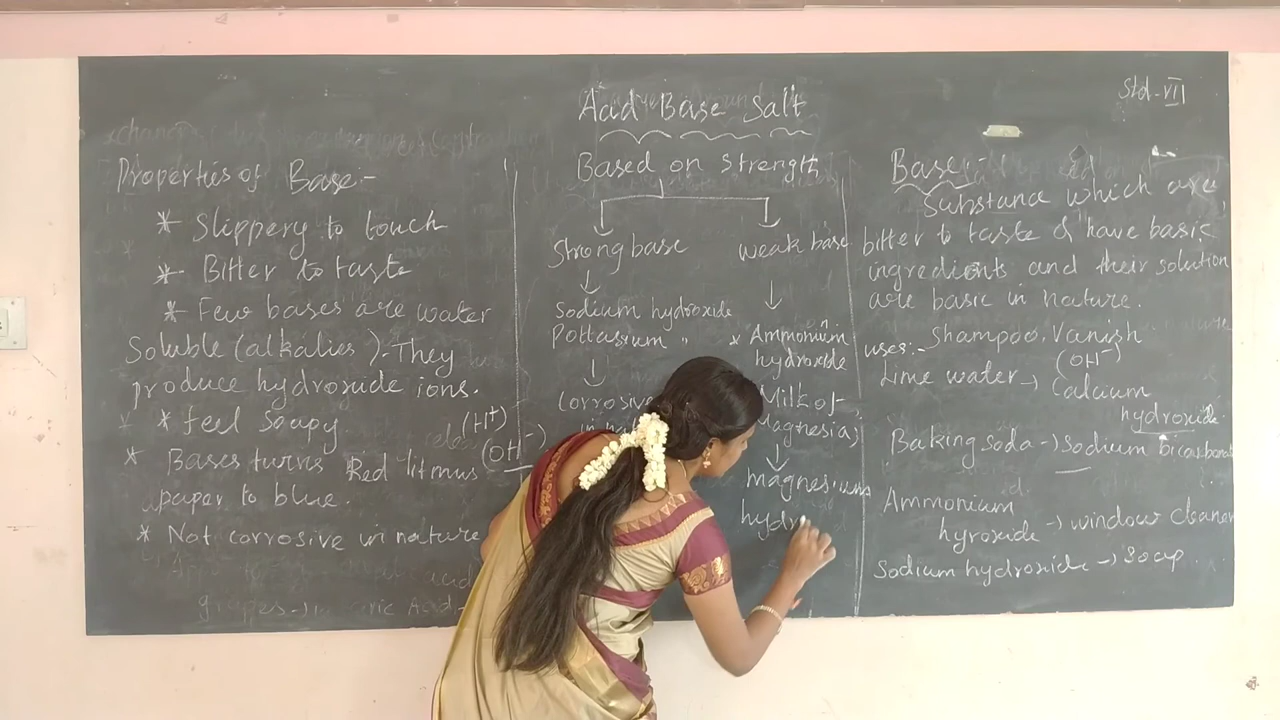 Acid Base Salt
Std-VII
Properties of Base:-
* Slippery to touch
* Bitter to taste
* Few bases are water
Soluble (alkalies). They
produce hydroxide ions.
* feel Soapy
(H+)
(OH-)
* Bases turns Red litmus
paper to blue.
* Not corrosive in nature
grapes
Based on Strength
Strong base
↓
Sodium hydroxide
Pottasium "
↓
(corrosive
weak base
↓
* Ammonium
hydroxide
Milk of
Magnesia)
↓
magnesium
hydr
Base:-
Substance which are
bitter to taste & have basic
ingredients and their solution
are basic in nature.
uses:- Shampoo, Vanish
(OH-)
Lime water → Calcium
hydroxide
Baking soda → Sodium bicarbonate
Ammonium
hyroxide → window cleaner
Sodium hydroxide → Soap